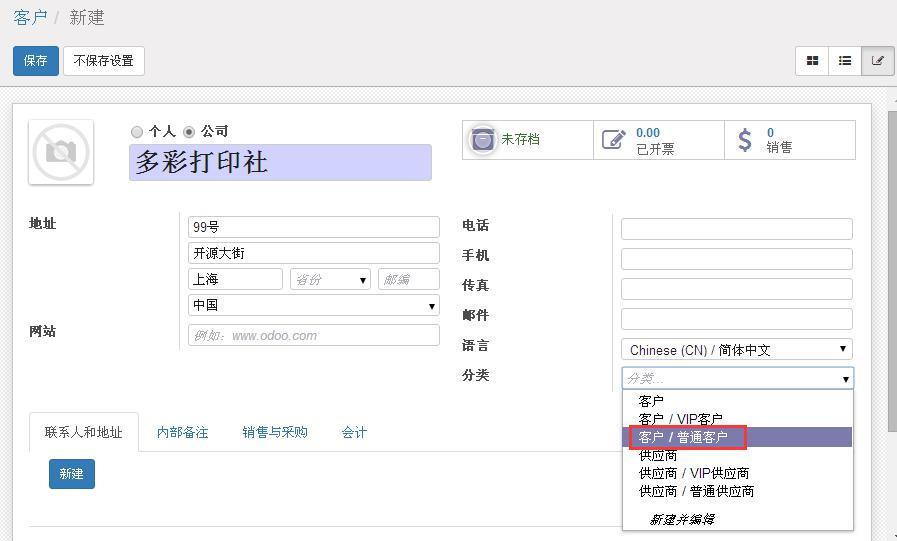 客户 / 新建
保存 不保存设置
个人 公司
多彩打印社
未存档
0.00
已开票
0
销售
地址
99号
开源大街
上海 省份 邮编
中国
网站
例如：www.odoo.com
电话
手机
传真
邮件
语言
Chinese (CN) / 简体中文
分类
分类...
客户
客户 / VIP客户
客户 / 普通客户
供应商
供应商 / VIP供应商
供应商 / 普通供应商
新建并编辑
联系人和地址 内部备注 销售与采购 会计
新建